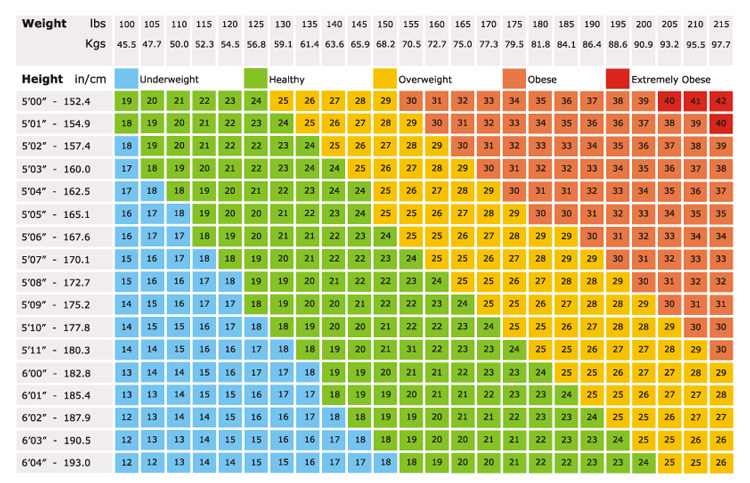 Weight lbs 100 105 110 115 120 125 130 135 140 145 150 155 160 165 170 175 180 185 190 195 200 205 210 215
Kgs 45.5 47.7 50.0 52.3 54.5 56.8 59.1 61.4 63.6 65.9 68.2 70.5 72.7 75.0 77.3 79.5 81.8 84.1 86.4 88.6 90.9 93.2 95.5 97.7
Height in/cm Underweight Healthy Overweight Obese Extremely Obese
5'00" - 152.4 19 20 21 22 23 24 25 26 27 28 29 30 31 32 33 34 35 36 37 38 39 40 41 42
5'01" - 154.9 18 19 20 21 22 23 24 25 26 27 28 29 30 31 32 33 34 35 36 36 37 38 39 40
5'02" - 157.4 18 19 20 21 22 22 23 24 25 26 27 28 29 30 31 32 33 33 34 35 36 37 38 39
5'03" - 160.0 17 18 19 20 21 22 23 24 24 25 26 27 28 29 30 31 32 32 33 34 35 36 37 38
5'04" - 162.5 17 18 18 19 20 21 22 23 24 24 25 26 27 28 29 30 31 31 32 33 34 35 36 37
5'05" - 165.1 16 17 18 19 20 20 21 22 23 24 25 25 26 27 28 29 30 30 31 32 33 34 35 35
5'06" - 167.6 16 17 17 18 19 20 21 21 22 23 24 25 25 26 27 28 29 29 30 31 32 33 34 34
5'07" - 170.1 15 16 17 18 18 19 20 21 22 22 23 24 25 26 26 27 28 29 29 30 31 32 33 33
5'08" - 172.7 15 16 16 17 18 19 19 20 21 22 22 23 24 25 25 26 27 28 28 29 30 31 32 32
5'09" - 175.2 14 15 16 17 17 18 19 20 20 21 22 22 23 24 25 25 26 27 28 28 29 30 31 31
5'10" - 177.8 14 15 15 16 17 18 18 19 20 20 21 22 23 23 24 25 25 26 27 28 28 29 30 30
5'11" - 180.3 14 14 15 16 16 17 18 18 19 20 21 31 22 23 23 24 25 25 26 27 28 28 29 30
6'00" - 182.8 13 14 14 15 16 17 17 18 19 19 20 21 21 22 23 23 24 25 25 26 27 27 28 29
6'01" - 185.4 13 13 14 15 15 16 17 17 18 19 19 20 21 21 22 23 23 24 25 25 26 27 27 28
6'02" - 187.9 12 13 14 14 15 16 16 17 18 18 19 19 20 21 21 22 23 23 24 25 25 26 27 27
6'03" - 190.5 12 13 13 14 15 15 16 16 17 18 18 19 20 20 21 21 22 23 23 24 25 25 26 26
6'04" - 193.0 12 12 13 14 14 15 15 16 17 17 18 18 19 20 20 21 22 22 23 23 24 25 25 26